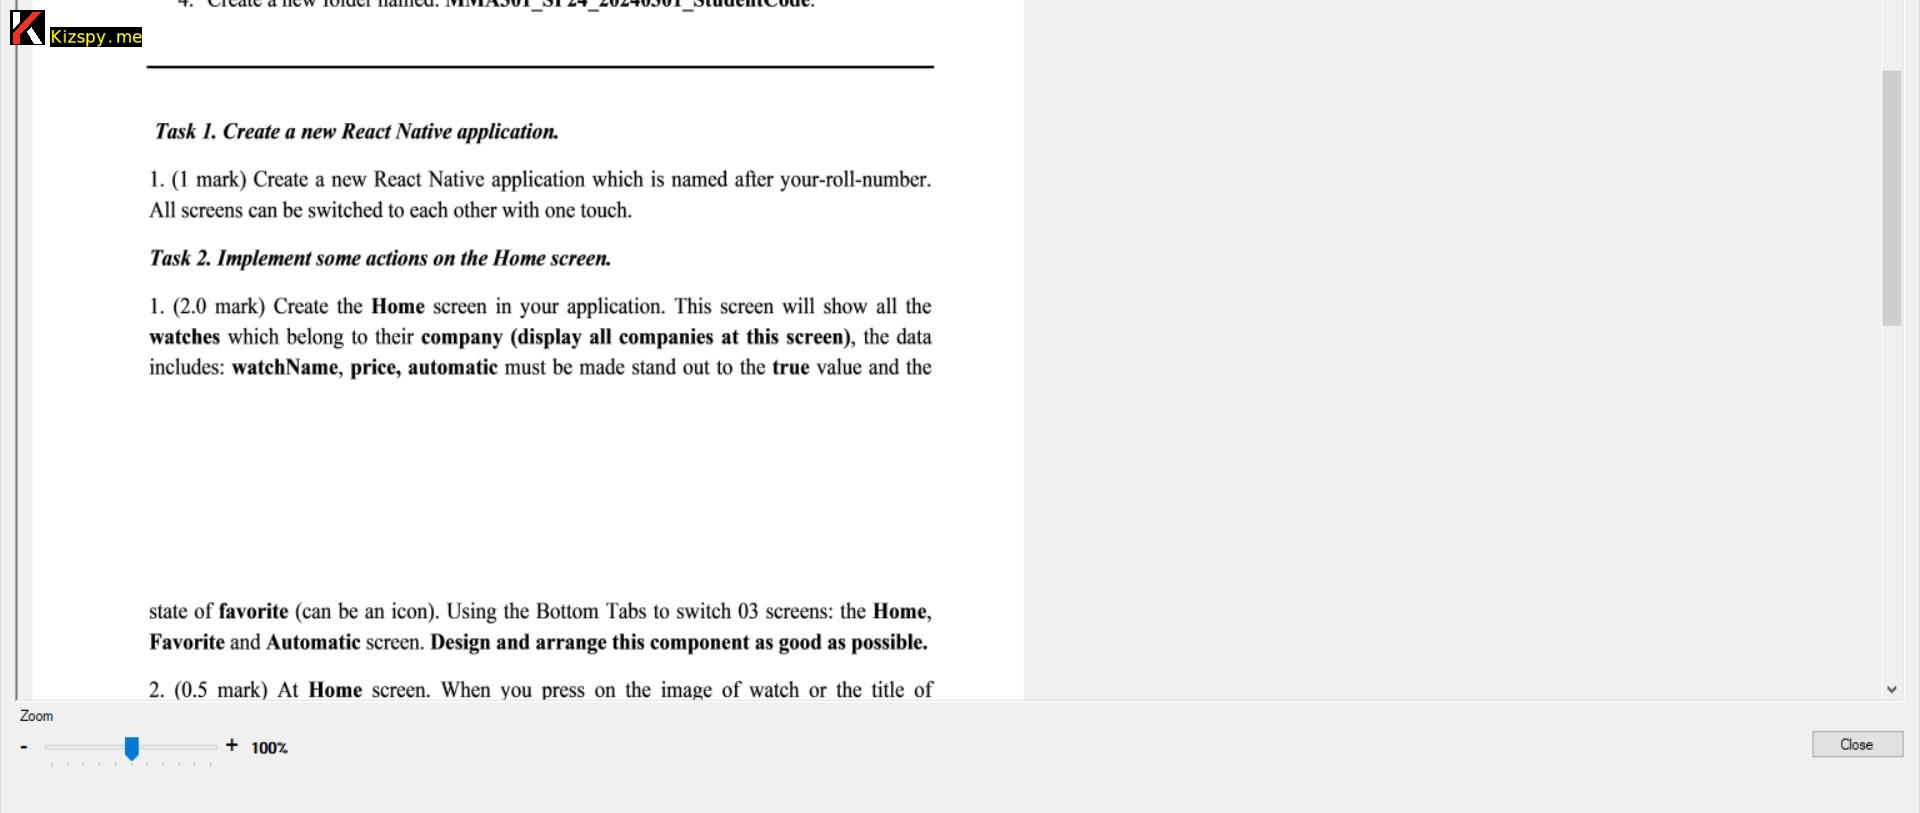 4. Create a new folder named: MMA301_SP24_20240301_StudentCode.
Kizspy.me
Task 1. Create a new React Native application.
1. (1 mark) Create a new React Native application which is named after your-roll-number.
All screens can be switched to each other with one touch.
Task 2. Implement some actions on the Home screen.
1. (2.0 mark) Create the Home screen in your application. This screen will show all the
watches which belong to their company (display all companies at this screen), the data
includes: watchName, price, automatic must be made stand out to the true value and the
state of favorite (can be an icon). Using the Bottom Tabs to switch 03 screens: the Home,
Favorite and Automatic screen. Design and arrange this component as good as possible.
2. (0.5 mark) At Home screen. When you press on the image of watch or the title of
Zoom
- + 100%
Close